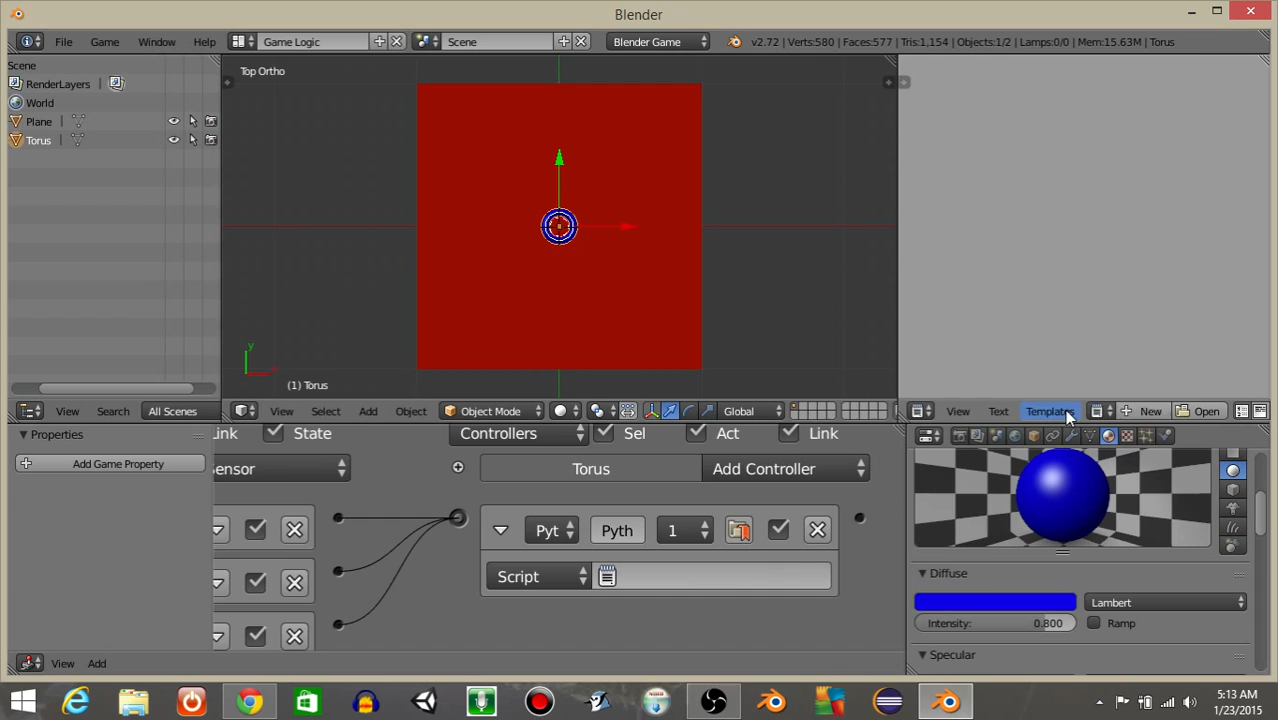 Blender
File Game Window Help Game Logic Scene Blender Game v2.72 | Verts:580 | Faces:577 | Tris:1,154 | Objects:1/2 | Lamps:0/0 | Mem:15.63M | Torus
Scene
RenderLayers
World
Plane
Torus
Top Ortho
y
(1) Torus
View Search All Scenes
View Select Add Object Object Mode Global
View Text Templates New Open
Properties
Add Game Property
Link State Controllers Sel Act Link
Sensor Torus Add Controller
Pyt Pyth 1
Script
View Add
Diffuse
Lambert
Intensity: 0.800 Ramp
Specular
5:13 AM
1/23/2015